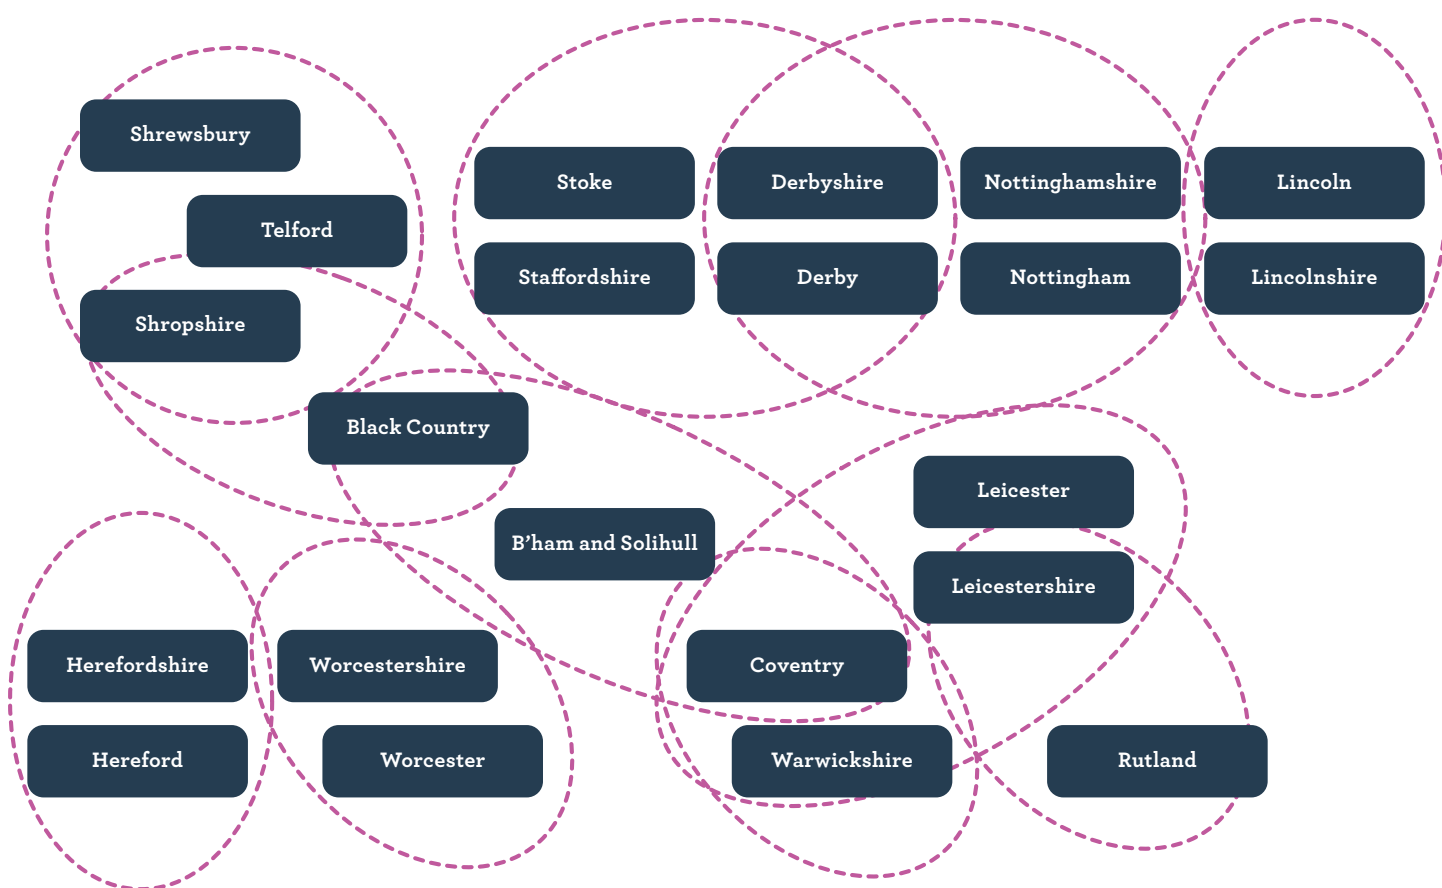 Shrewsbury
Telford
Shropshire
Stoke
Derbyshire
Nottinghamshire
Lincoln
Staffordshire
Derby
Nottingham
Lincolnshire
Black Country
B’ham and Solihull
Leicester
Leicestershire
Herefordshire
Worcestershire
Coventry
Hereford
Worcester
Warwickshire
Rutland